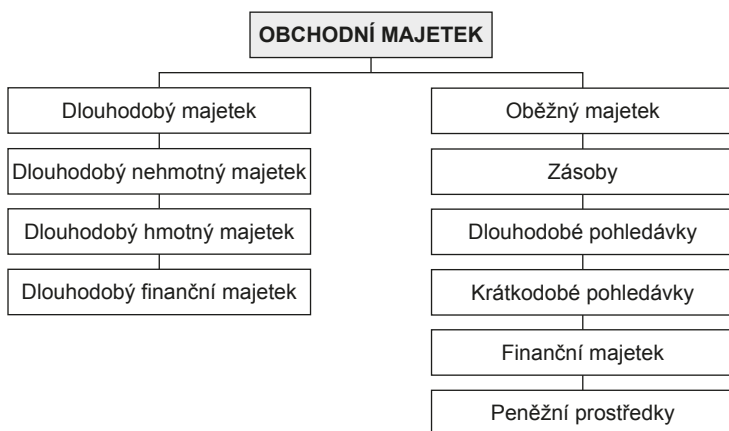 OBCHODNÍ MAJETEK
Dlouhodobý majetek
Dlouhodobý nehmotný majetek
Dlouhodobý hmotný majetek
Dlouhodobý finanční majetek
Oběžný majetek
Zásoby
Dlouhodobé pohledávky
Krátkodobé pohledávky
Finanční majetek
Peněžní prostředky